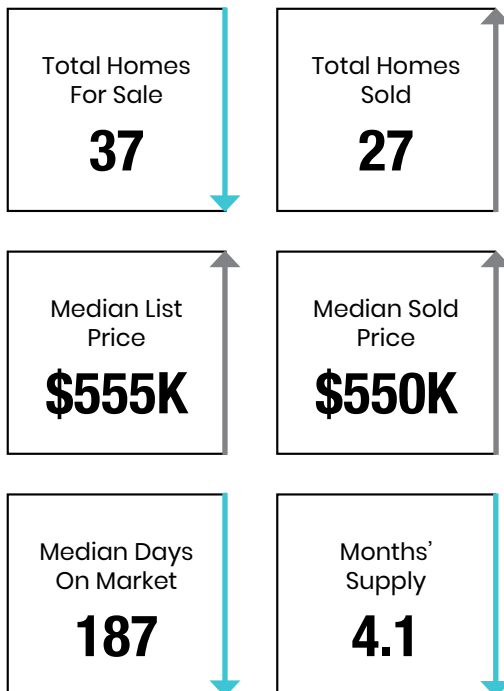 Total Homes
For Sale
37
Total Homes
Sold
27
Median List
Price
$555K
Median Sold
Price
$550K
Median Days
On Market
187
Months’
Supply
4.1